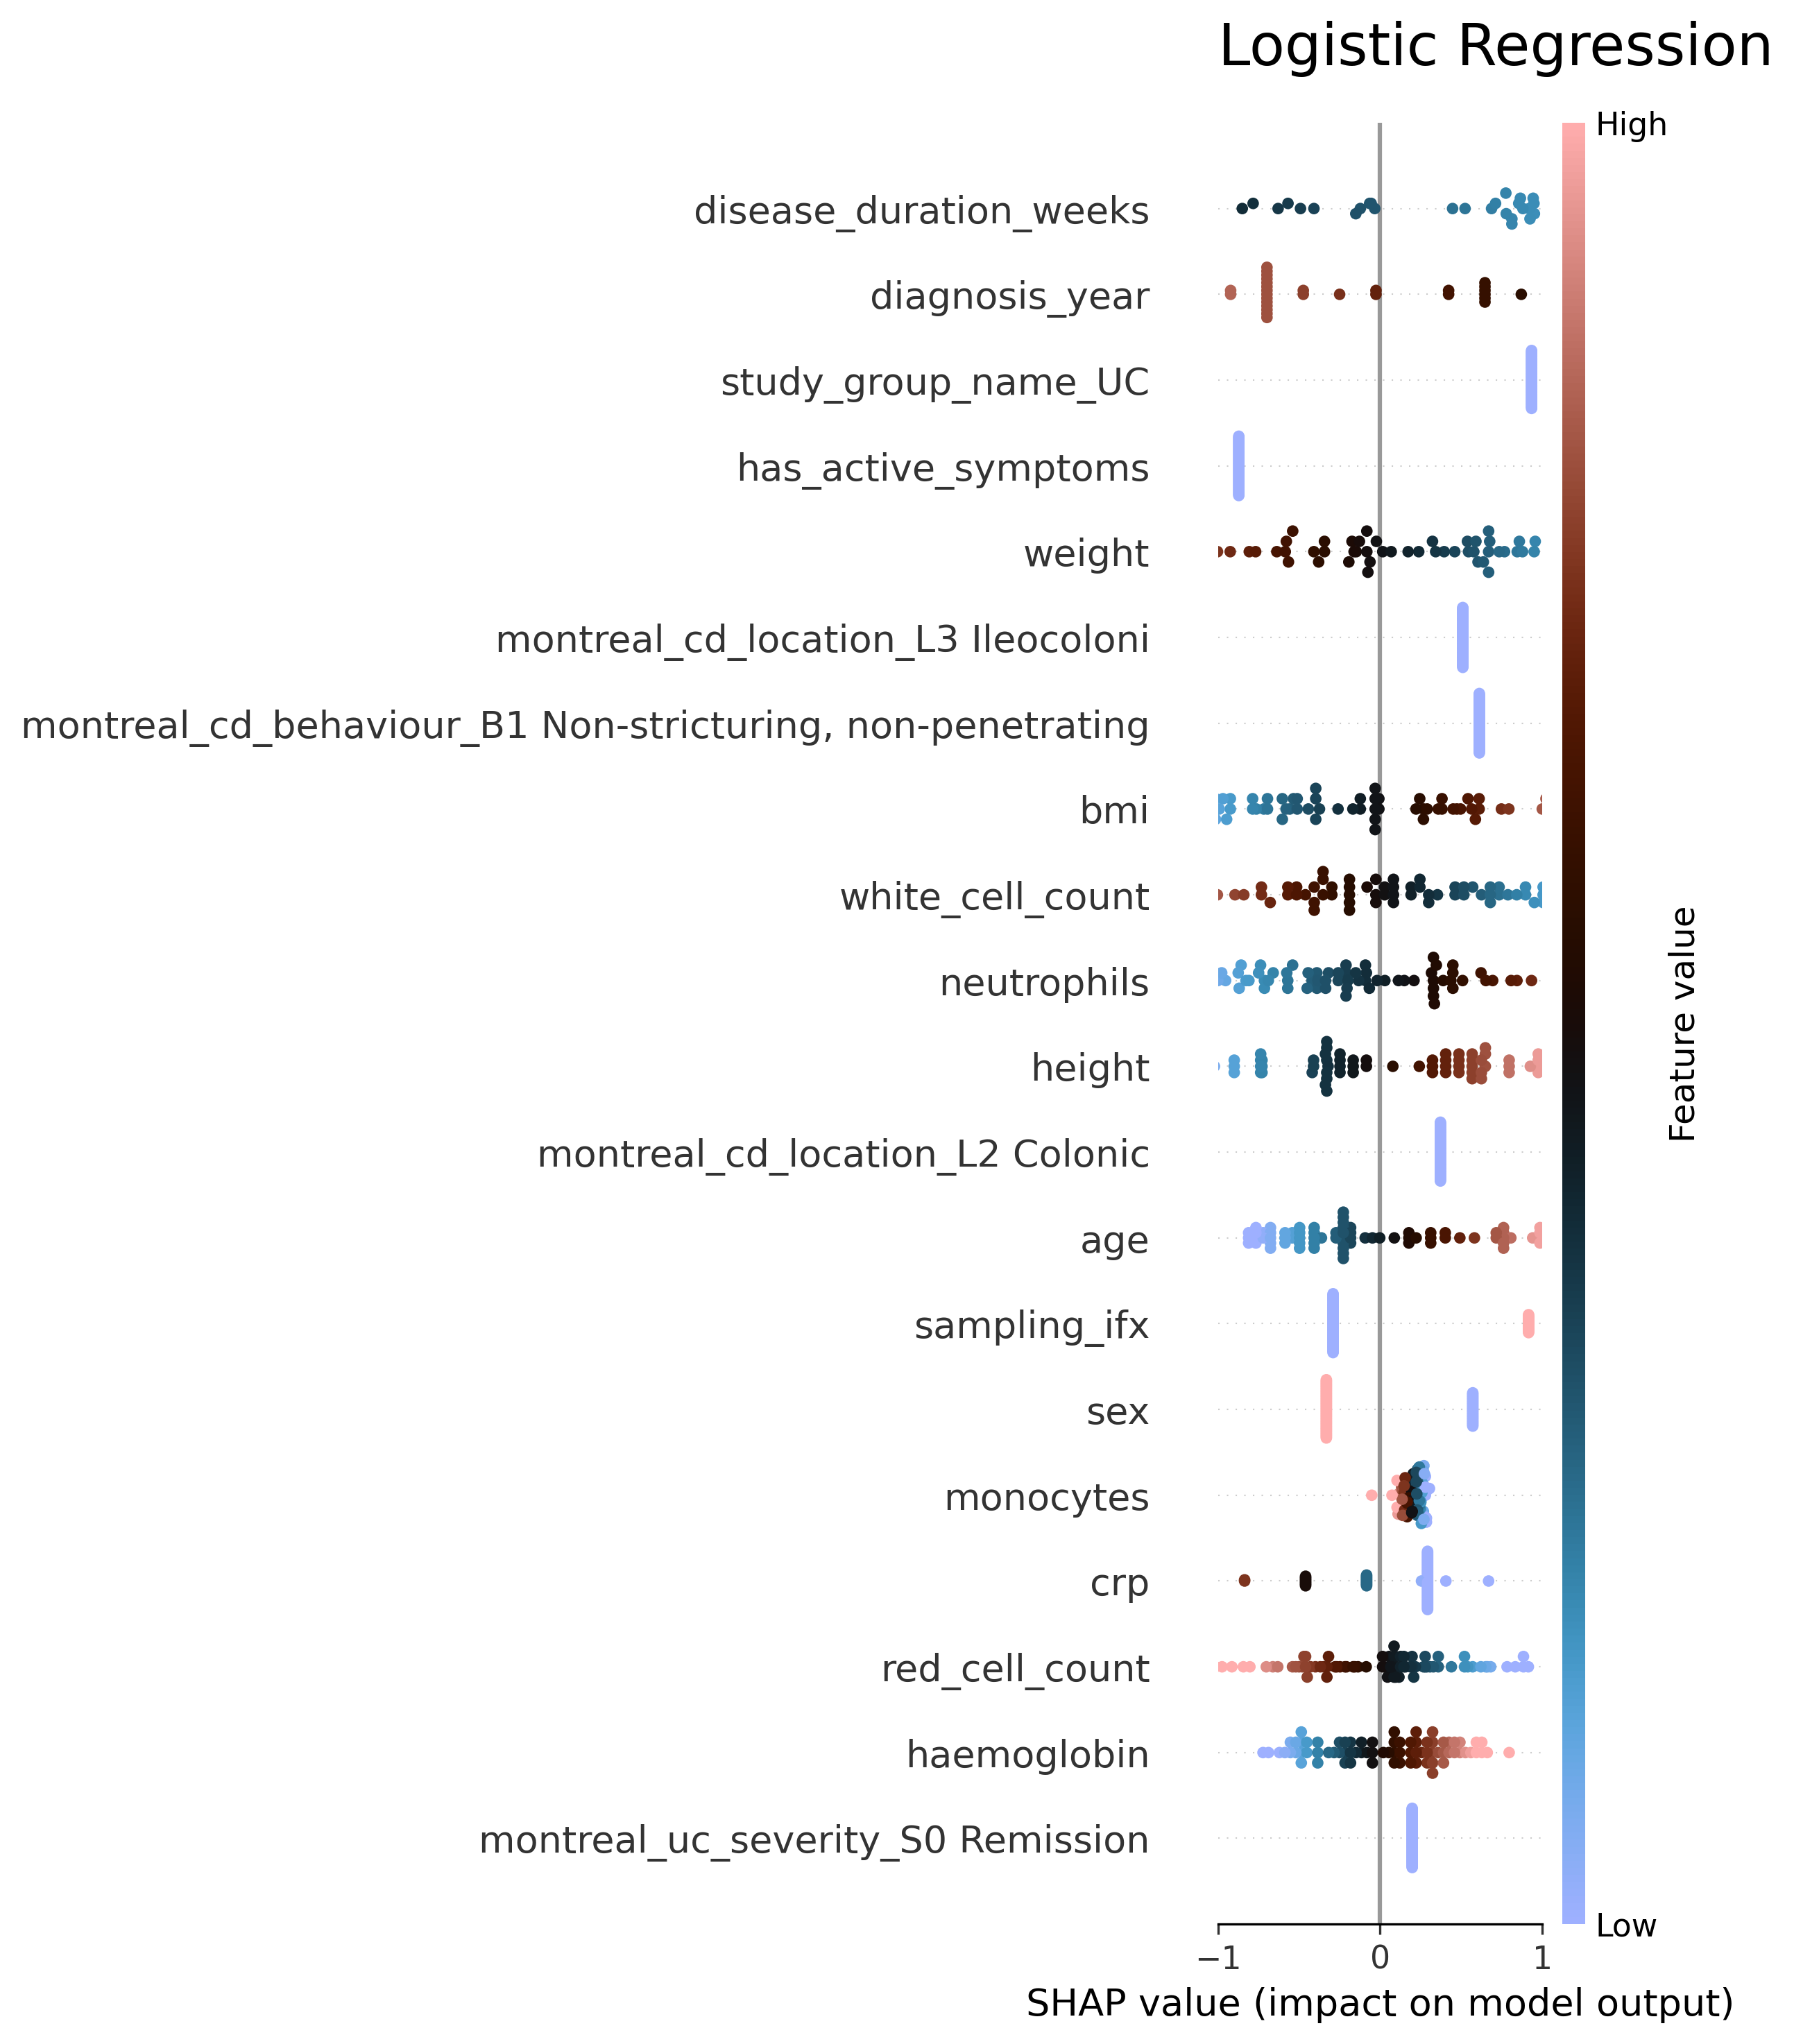 Logistic Regression
High
disease_duration_weeks
diagnosis_year
study_group_name_UC
has_active_symptoms
weight
montreal_cd_location_L3 Ileocoloni
montreal_cd_behaviour_B1 Non-stricturing, non-penetrating
bmi
white_cell_count
neutrophils
height
montreal_cd_location_L2 Colonic
age
sampling_ifx
sex
monocytes
crp
red_cell_count
haemoglobin
montreal_uc_severity_S0 Remission
Feature value
Low
−1 0 1
SHAP value (impact on model output)